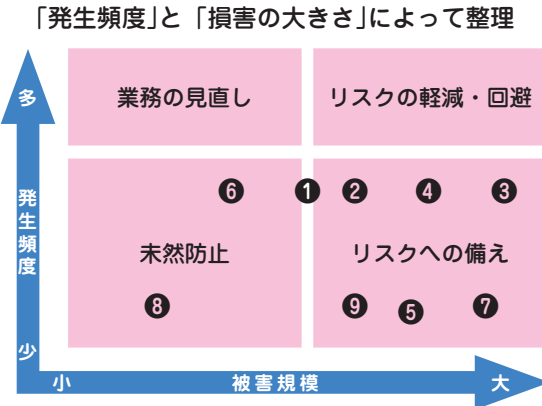 「発生頻度」と「損害の大きさ」によって整理
多
業務の見直し
リスクの軽減・回避
❻ ❶ ❷ ❹ ❸
発生頻度
未然防止
リスクへの備え
❽ ❾ ❺ ❼
少
小 被害規模 大